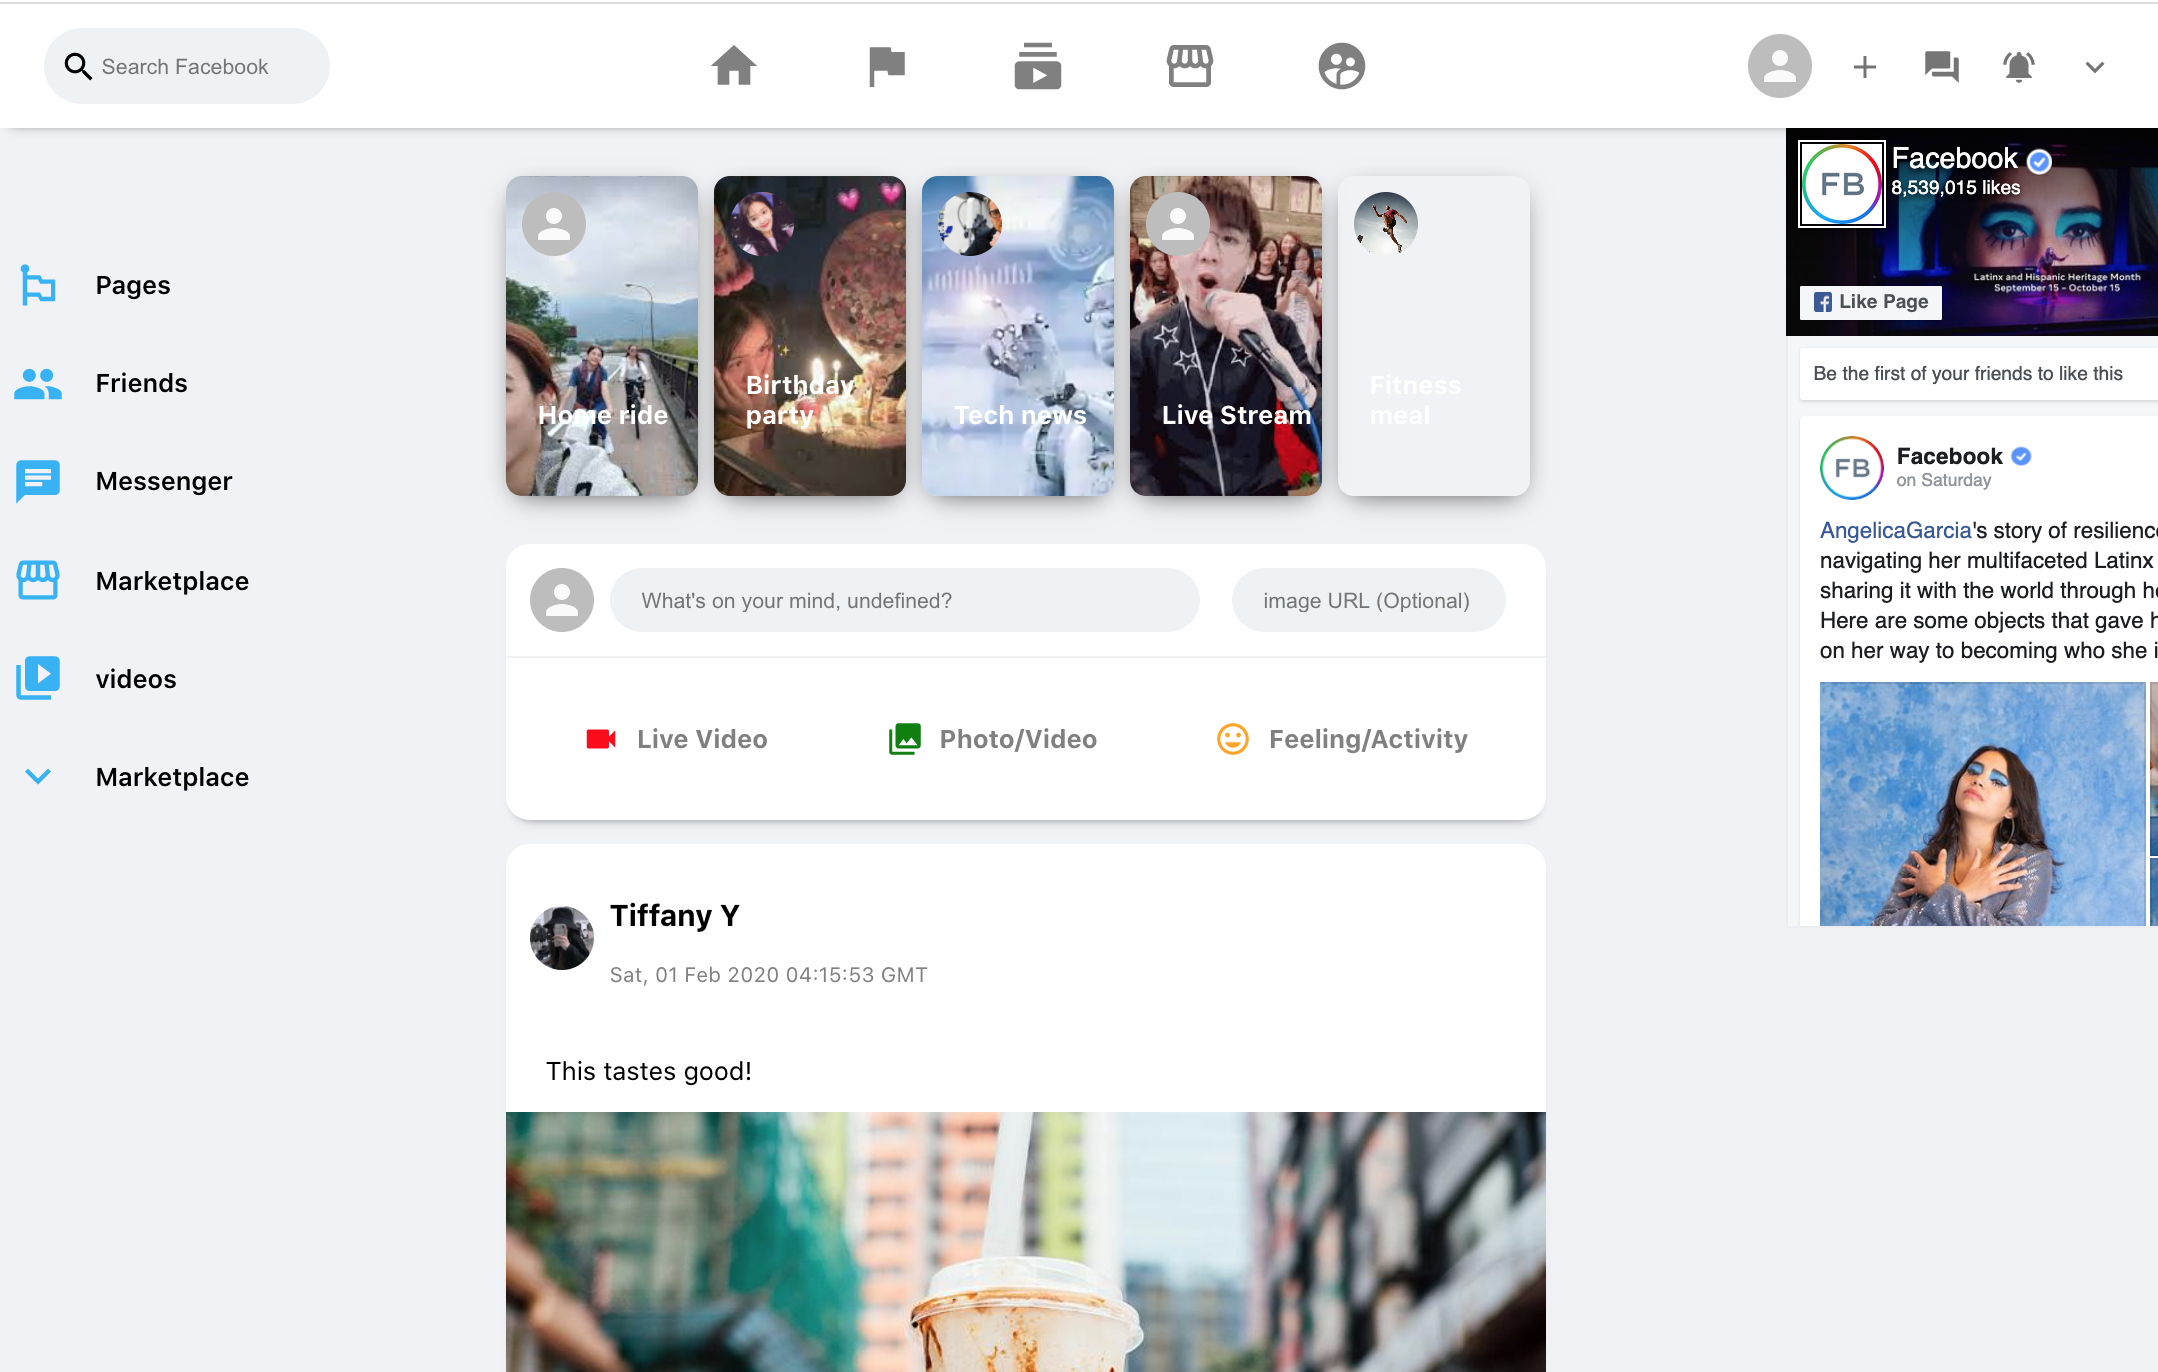 Search Facebook
Pages
Friends
Messenger
Marketplace
videos
Marketplace
Home ride
Birthday
party
Tech news
Live Stream
Fitness
meal
What's on your mind, undefined?
image URL (Optional)
Live Video
Photo/Video
Feeling/Activity
Tiffany Y
Sat, 01 Feb 2020 04:15:53 GMT
This tastes good!
FB
Facebook
8,539,015 likes
Latinx and Hispanic Heritage Month
September 15 – October 15
Like Page
Be the first of your friends to like this
FB
Facebook
on Saturday
AngelicaGarcia's story of resilienc
navigating her multifaceted Latinx
sharing it with the world through h
Here are some objects that gave h
on her way to becoming who she i